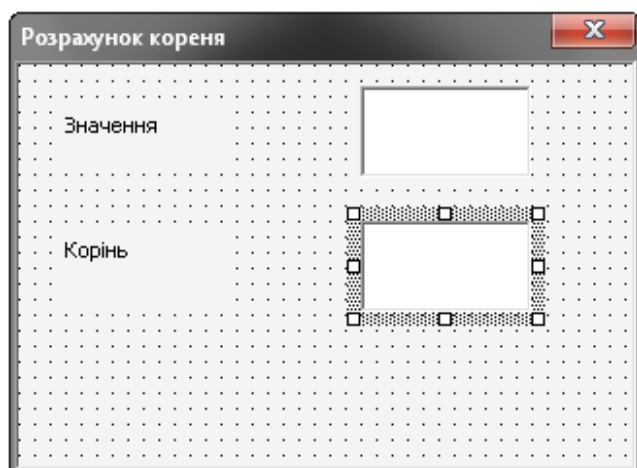 Розрахунок кореня
Значення
Корінь